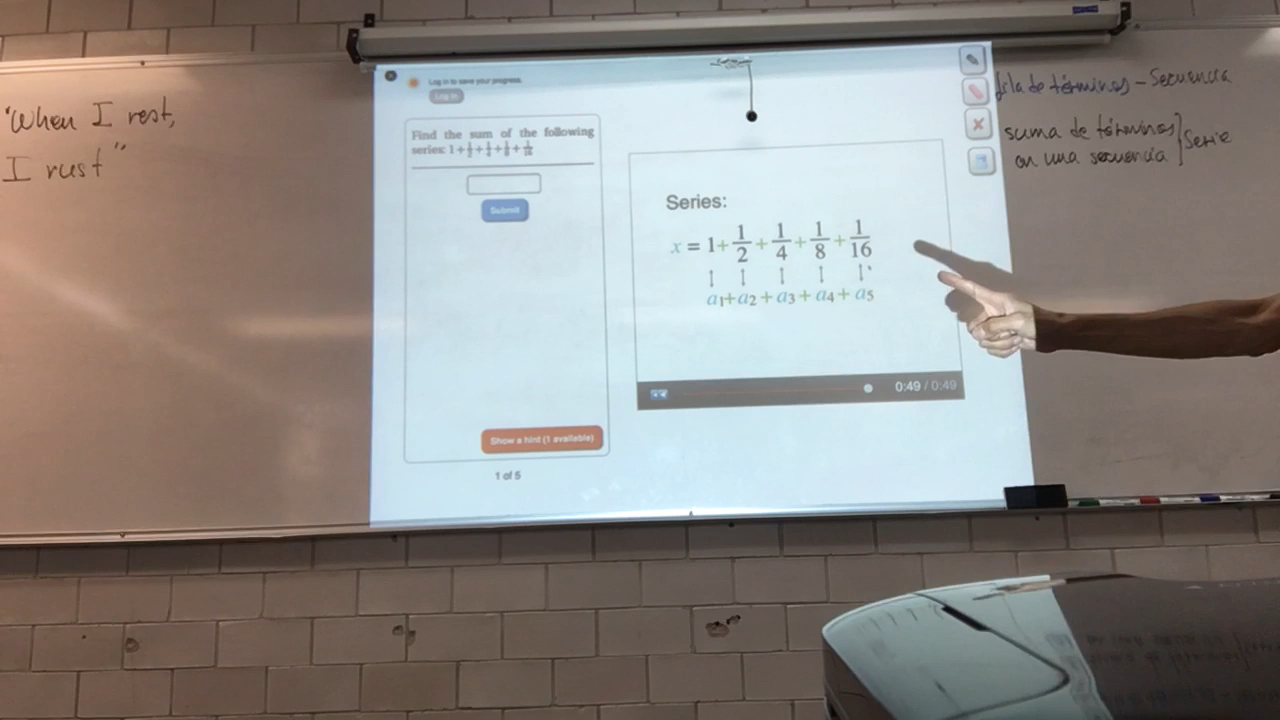 "When I rest,
I rust"
Log in to save your progress.
Log in
Find the sum of the following
series: 1 + 1/2 + 1/4 + 1/8 + 1/16
Submit
Show a hint (1 available)
1 of 5
Series:
x = 1 + 1/2 + 1/4 + 1/8 + 1/16
a1 + a2 + a3 + a4 + a5
0:49 / 0:49
de términos – Secuencia
suma de términos } Serie
en una secuencia